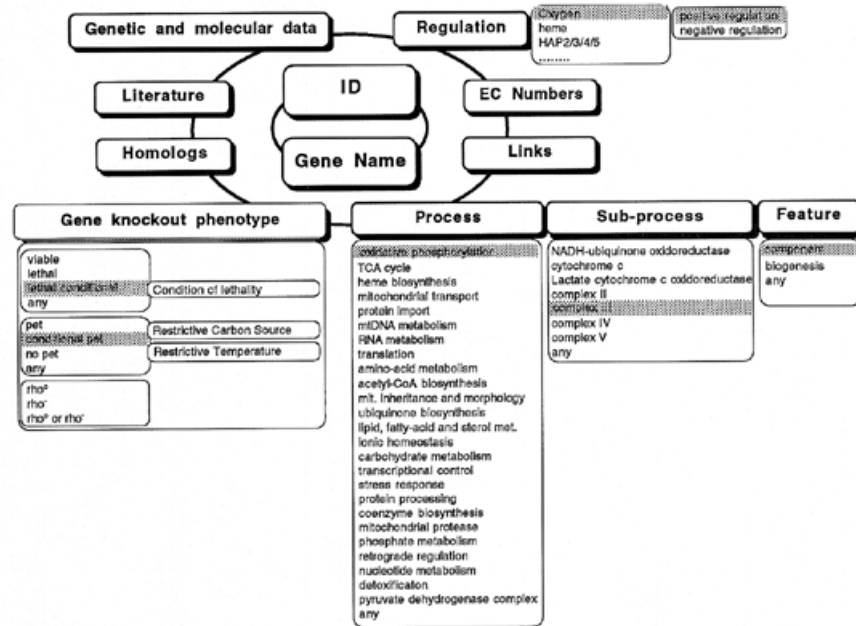 Genetic and molecular data
Regulation
Oxygen
heme
HAP2/3/4/5
........
positive regulation
negative regulation
Literature
ID
EC Numbers
Homologs
Gene Name
Links
Gene knockout phenotype
viable
lethal
lethal conditional
any
Condition of lethality
pet
conditional pet
no pet
any
Restrictive Carbon Source
Restrictive Temperature
rho°
rho⁻
rho° or rho⁻
Process
oxidative phosphorylation
TCA cycle
heme biosynthesis
mitochondrial transport
protein import
mtDNA metabolism
RNA metabolism
translation
amino-acid metabolism
acetyl-CoA biosynthesis
mit. inheritance and morphology
ubiquinone biosynthesis
lipid, fatty-acid and sterol met.
ionic homeostasis
carbohydrate metabolism
transcriptional control
stress response
protein processing
coenzyme biosynthesis
mitochondrial protease
phosphate metabolism
retrograde regulation
nucleotide metabolism
detoxificaton
pyruvate dehydrogenase complex
any
Sub-process
NADH-ubiquinone oxidoreductase
cytochrome c
Lactate cytochrome c oxidoreductase
complex II
complex III
complex IV
complex V
any
Feature
component
biogenesis
any